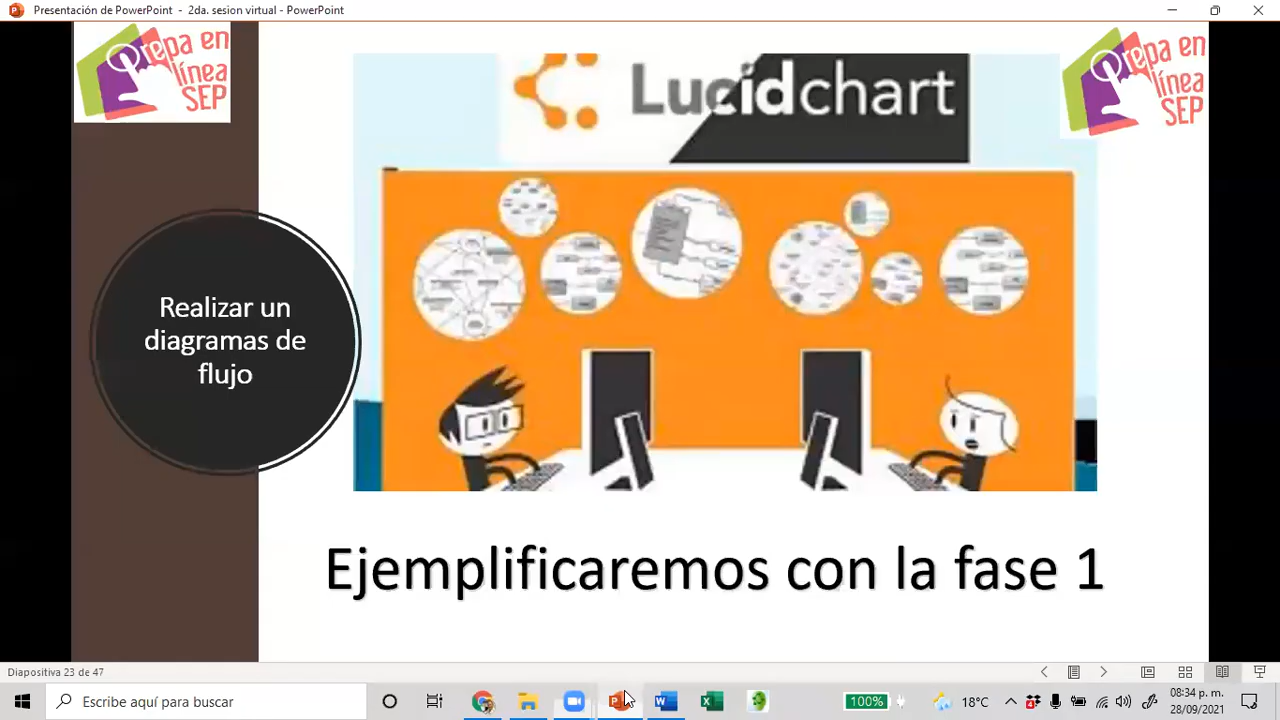 Presentación de PowerPoint - 2da. sesion virtual - PowerPoint
Prepa en
línea
SEP
Lucidchart
Prepa en
línea
SEP
Realizar un
diagramas de
flujo
Ejemplificaremos con la fase 1
Diapositiva 23 de 47
Escribe aquí para buscar
100%
18°C
08:34 p. m.
28/09/2021